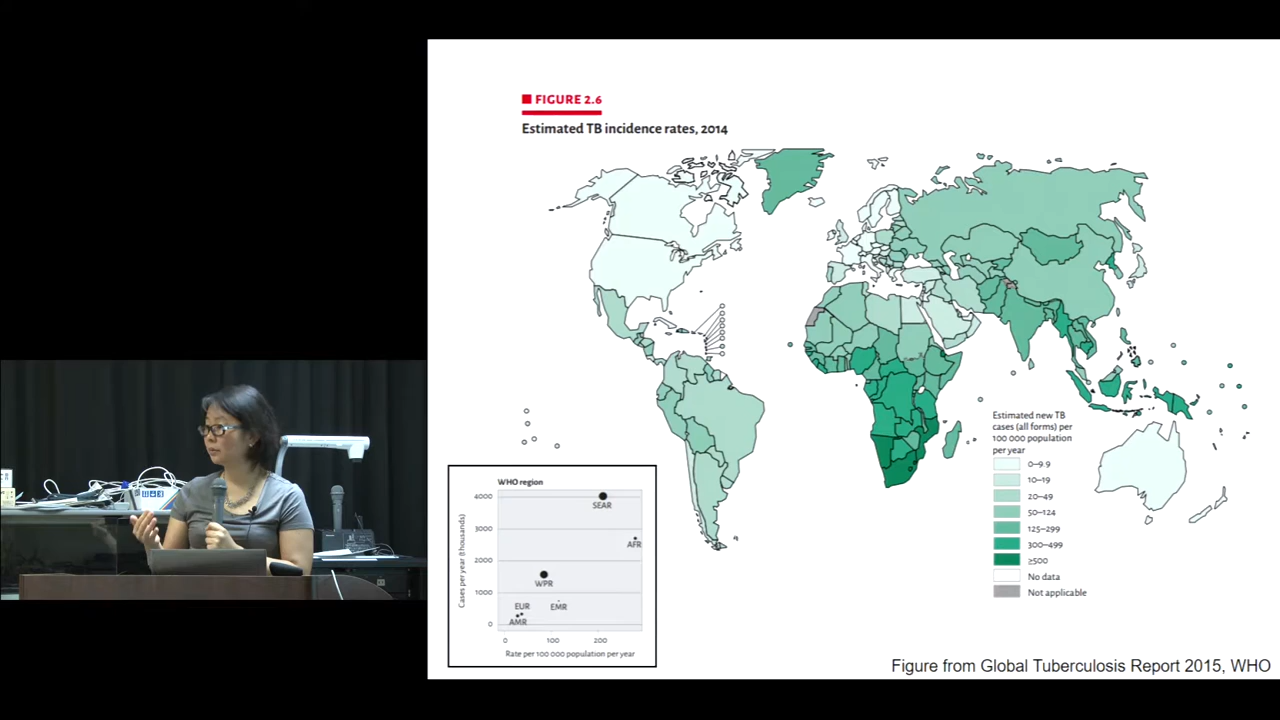 FIGURE 2.6
Estimated TB incidence rates, 2014
Estimated new TB
cases (all forms) per
100 000 population
per year
0–9.9
10–19
20–49
50–124
125–299
300–499
≥500
No data
Not applicable
WHO region
Cases per year (thousands)
4000
3000
2000
1000
0
SEAR
AFR
WPR
EUR
EMR
AMR
0
100
200
Rate per 100 000 population per year
Figure from Global Tuberculosis Report 2015, WHO